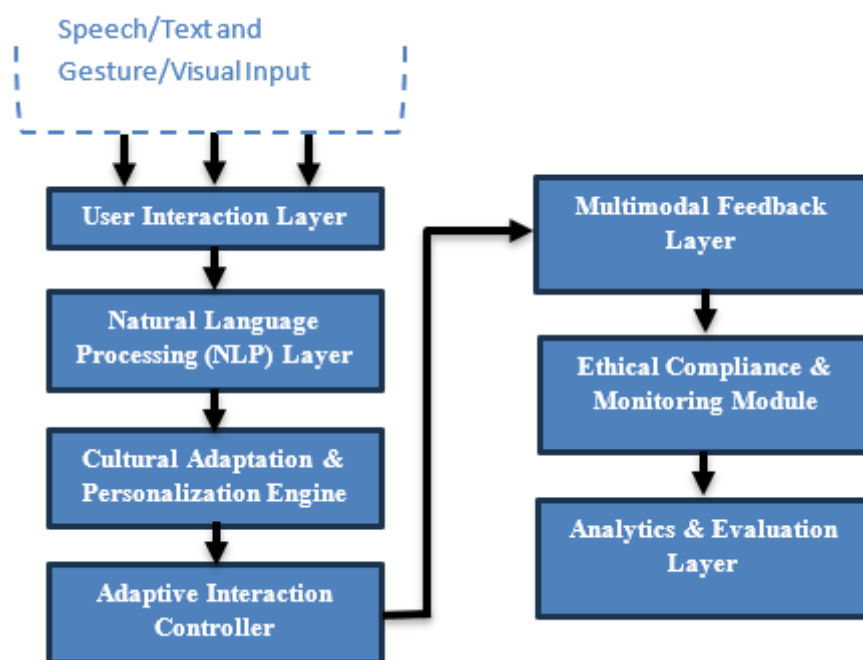 Speech/Text and
Gesture/Visual Input
User Interaction Layer
Natural Language
Processing (NLP) Layer
Cultural Adaptation &
Personalization Engine
Adaptive Interaction
Controller
Multimodal Feedback
Layer
Ethical Compliance &
Monitoring Module
Analytics & Evaluation
Layer